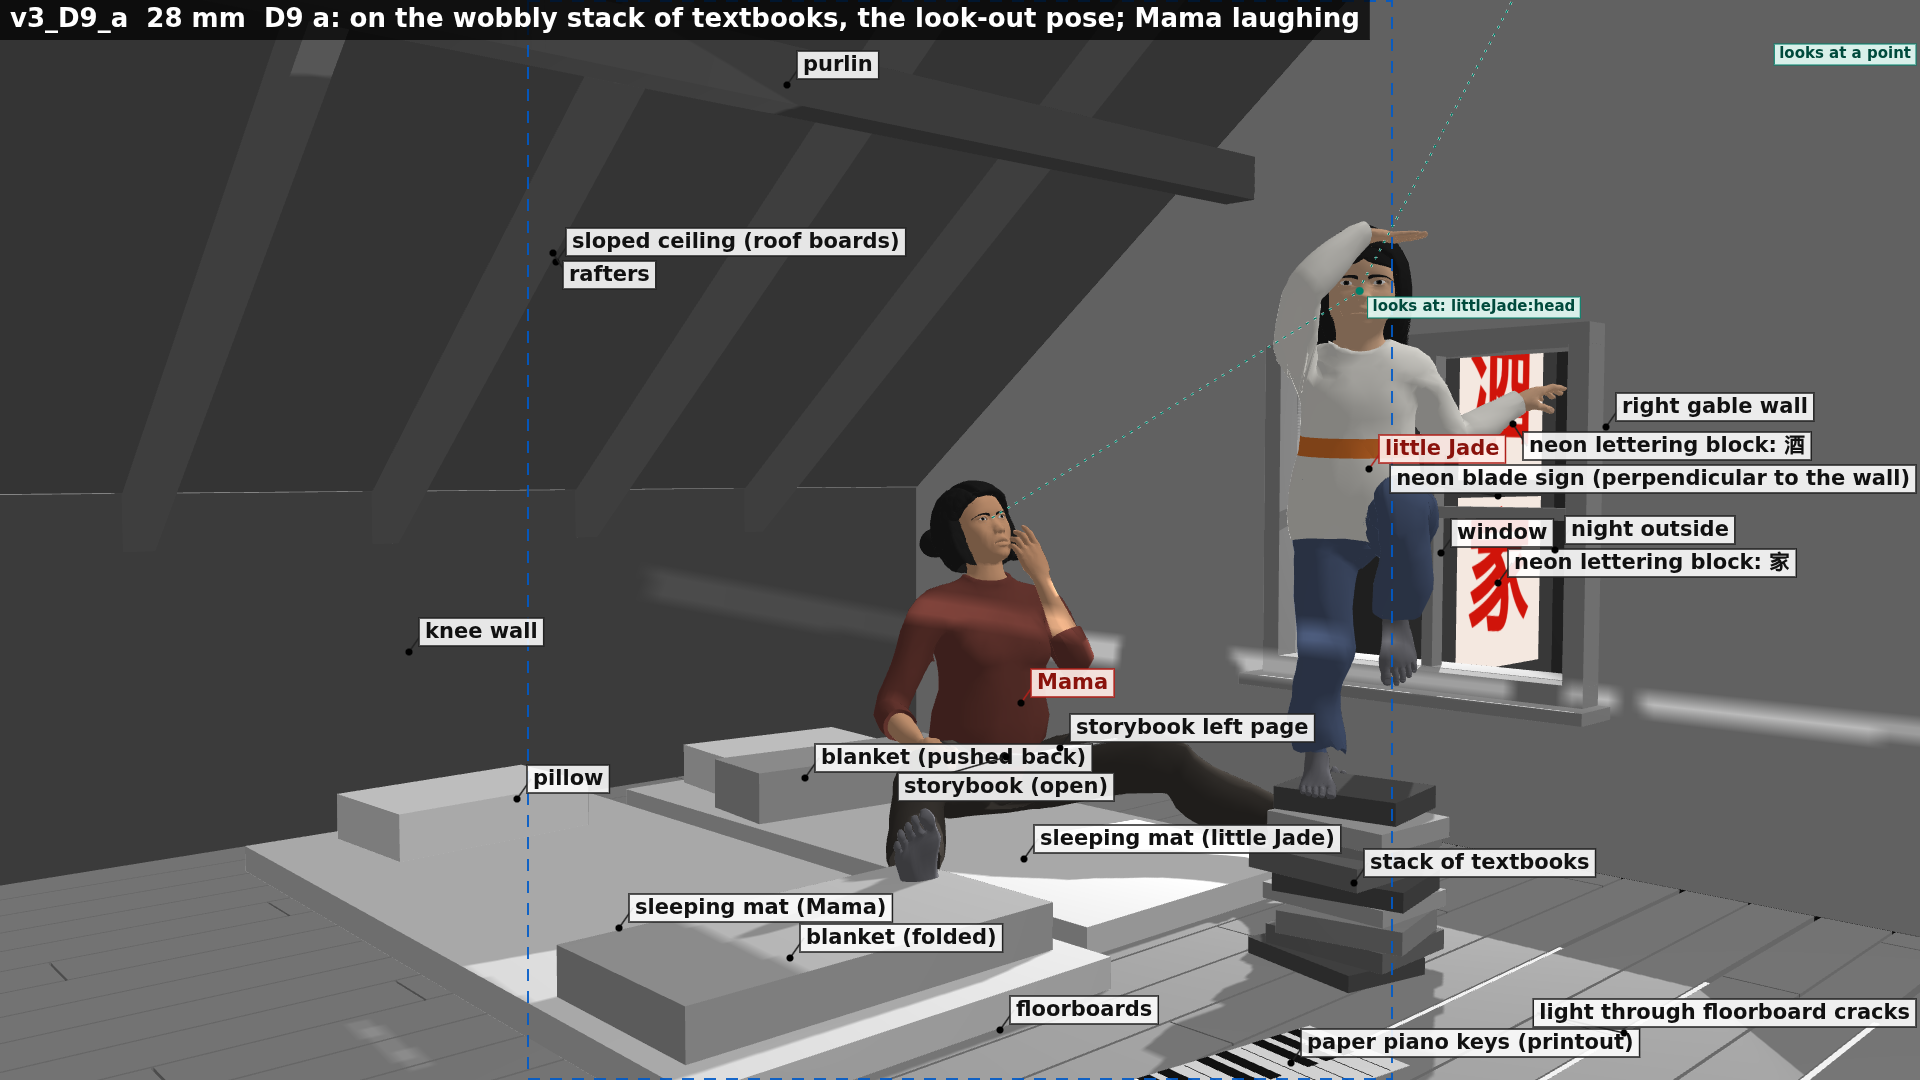 v3_D9_a 28 mm D9 a: on the wobbly stack of textbooks, the look-out pose; Mama laughing
looks at a point
purlin
sloped ceiling (roof boards)
rafters
looks at: littleJade:head
right gable wall
neon lettering block: 酒
little Jade
neon blade sign (perpendicular to the wall)
window
night outside
neon lettering block: 家
酒
家
knee wall
Mama
storybook left page
blanket (pushed back)
pillow
storybook (open)
sleeping mat (little Jade)
stack of textbooks
sleeping mat (Mama)
blanket (folded)
floorboards
light through floorboard cracks
paper piano keys (printout)